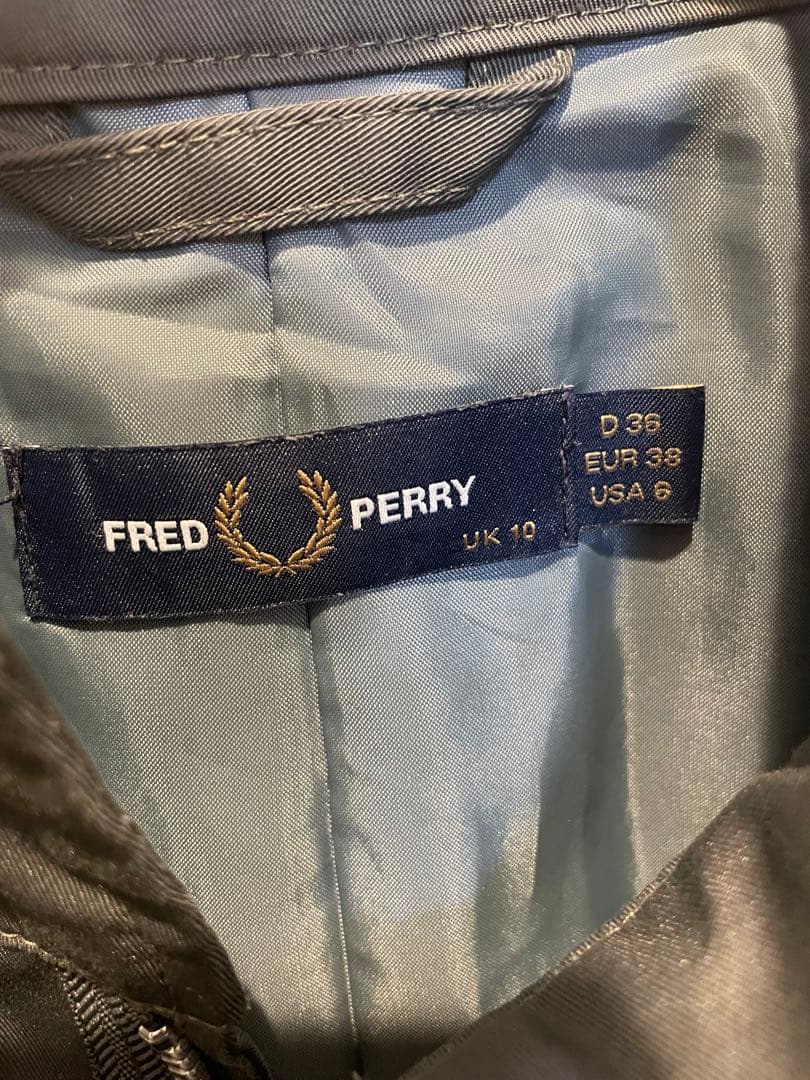 FRED PERRY
UK 10
D 36
EUR 38
USA 6